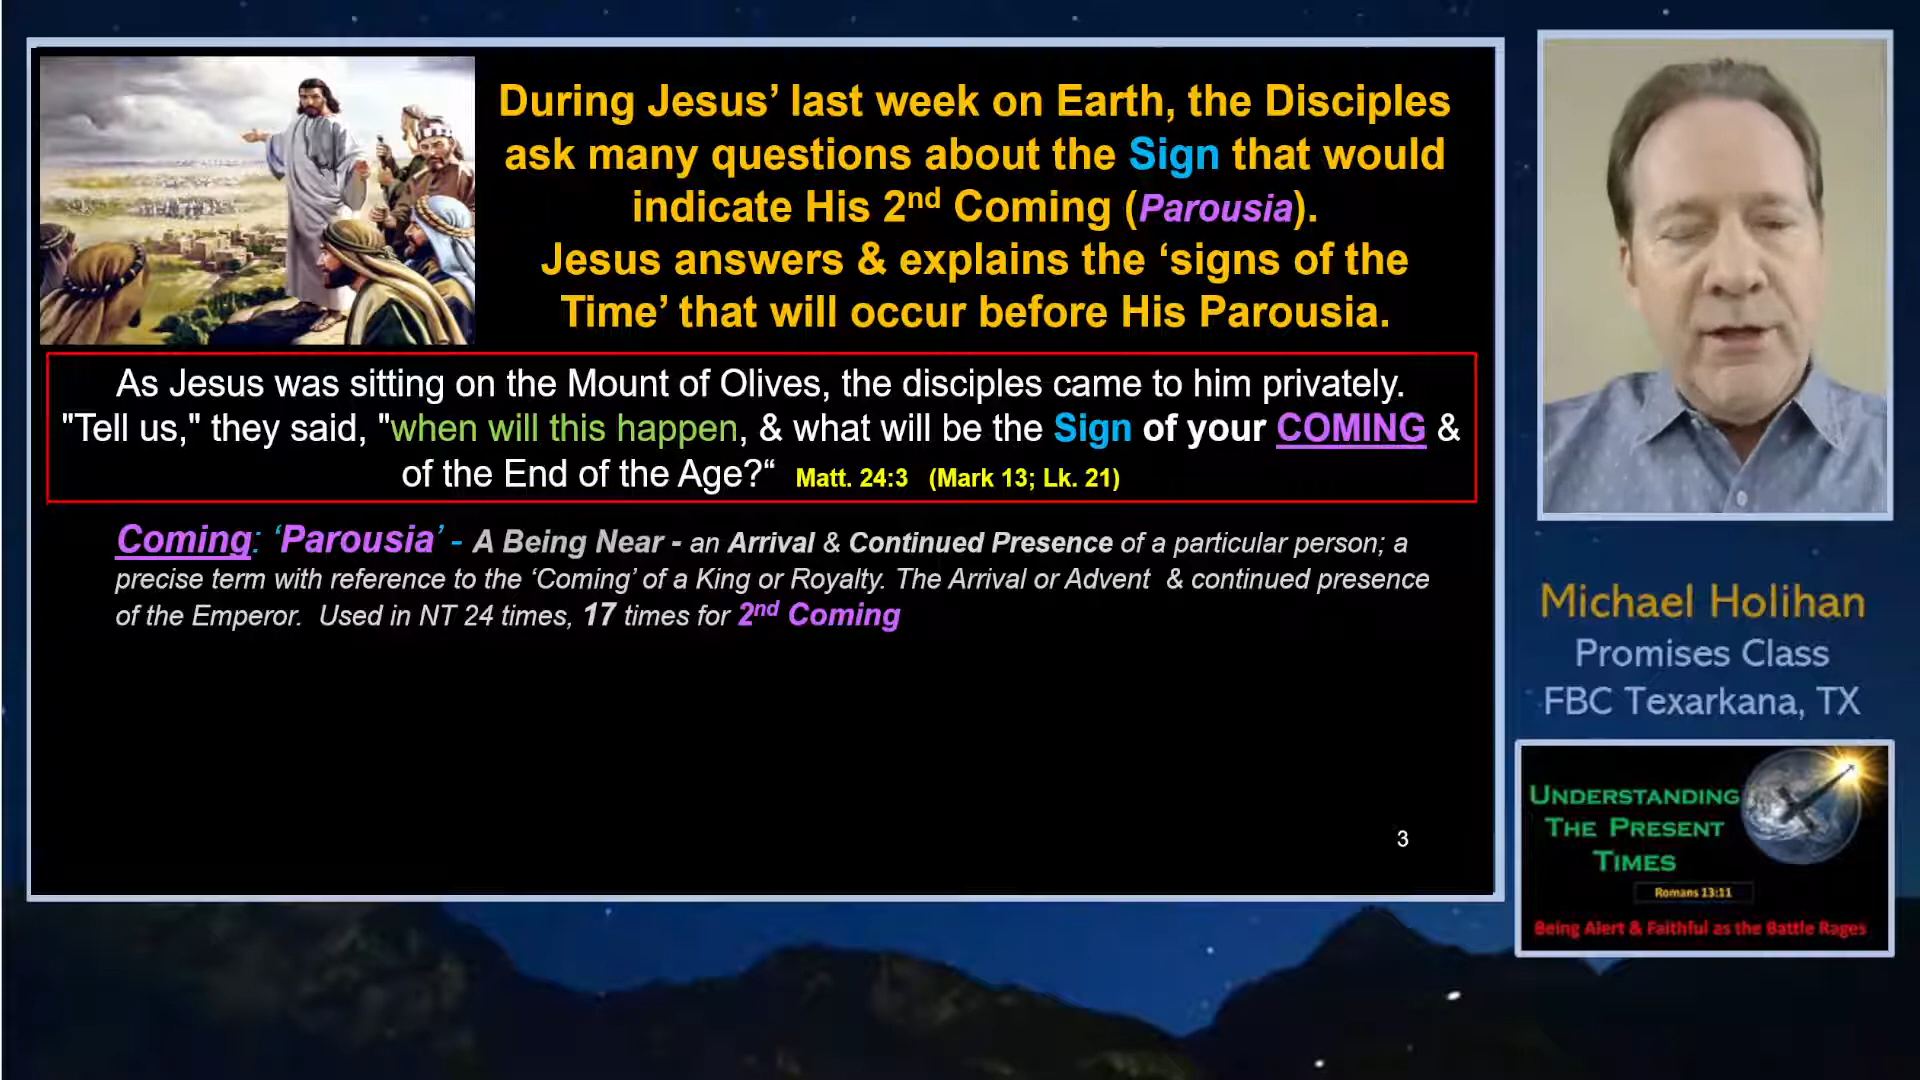 During Jesus’ last week on Earth, the Disciples
ask many questions about the Sign that would
indicate His 2nd Coming (Parousia).
Jesus answers & explains the ‘signs of the
Time’ that will occur before His Parousia.
As Jesus was sitting on the Mount of Olives, the disciples came to him privately.
"Tell us," they said, "when will this happen, & what will be the Sign of your COMING &
of the End of the Age?“ Matt. 24:3 (Mark 13; Lk. 21)
Coming: ‘Parousia’ - A Being Near - an Arrival & Continued Presence of a particular person; a
precise term with reference to the ‘Coming’ of a King or Royalty. The Arrival or Advent & continued presence
of the Emperor. Used in NT 24 times, 17 times for 2nd Coming
3
Michael Holihan
Promises Class
FBC Texarkana, TX
UNDERSTANDING
THE PRESENT
TIMES
Romans 13:11
Being Alert & Faithful as the Battle Rages